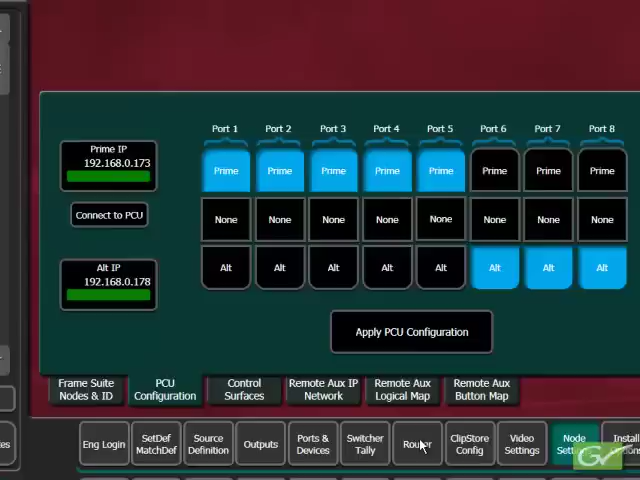 Port 1 Port 2 Port 3 Port 4 Port 5 Port 6 Port 7 Port 8
Prime IP
192.168.0.173
Prime Prime Prime Prime Prime Prime Prime Prime
Connect to PCU
None None None None None None None None
Alt IP
192.168.0.178
Alt Alt Alt Alt Alt Alt Alt Alt
Apply PCU Configuration
Frame Suite
Nodes & ID
PCU
Configuration
Control
Surfaces
Remote Aux IP
Network
Remote Aux
Logical Map
Remote Aux
Button Map
Eng Login
SetDef
MatchDef
Source
Definition
Outputs
Ports &
Devices
Switcher
Tally
Router
ClipStore
Config
Video
Settings
Node
Install